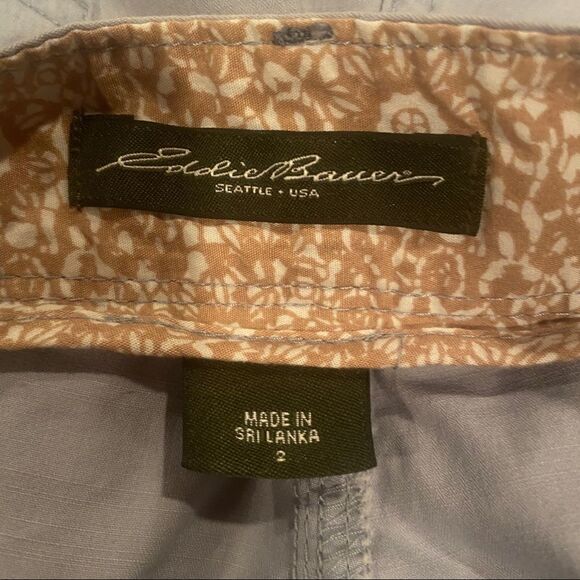 Eddie Bauer
SEATTLE • USA
MADE IN
SRI LANKA
2